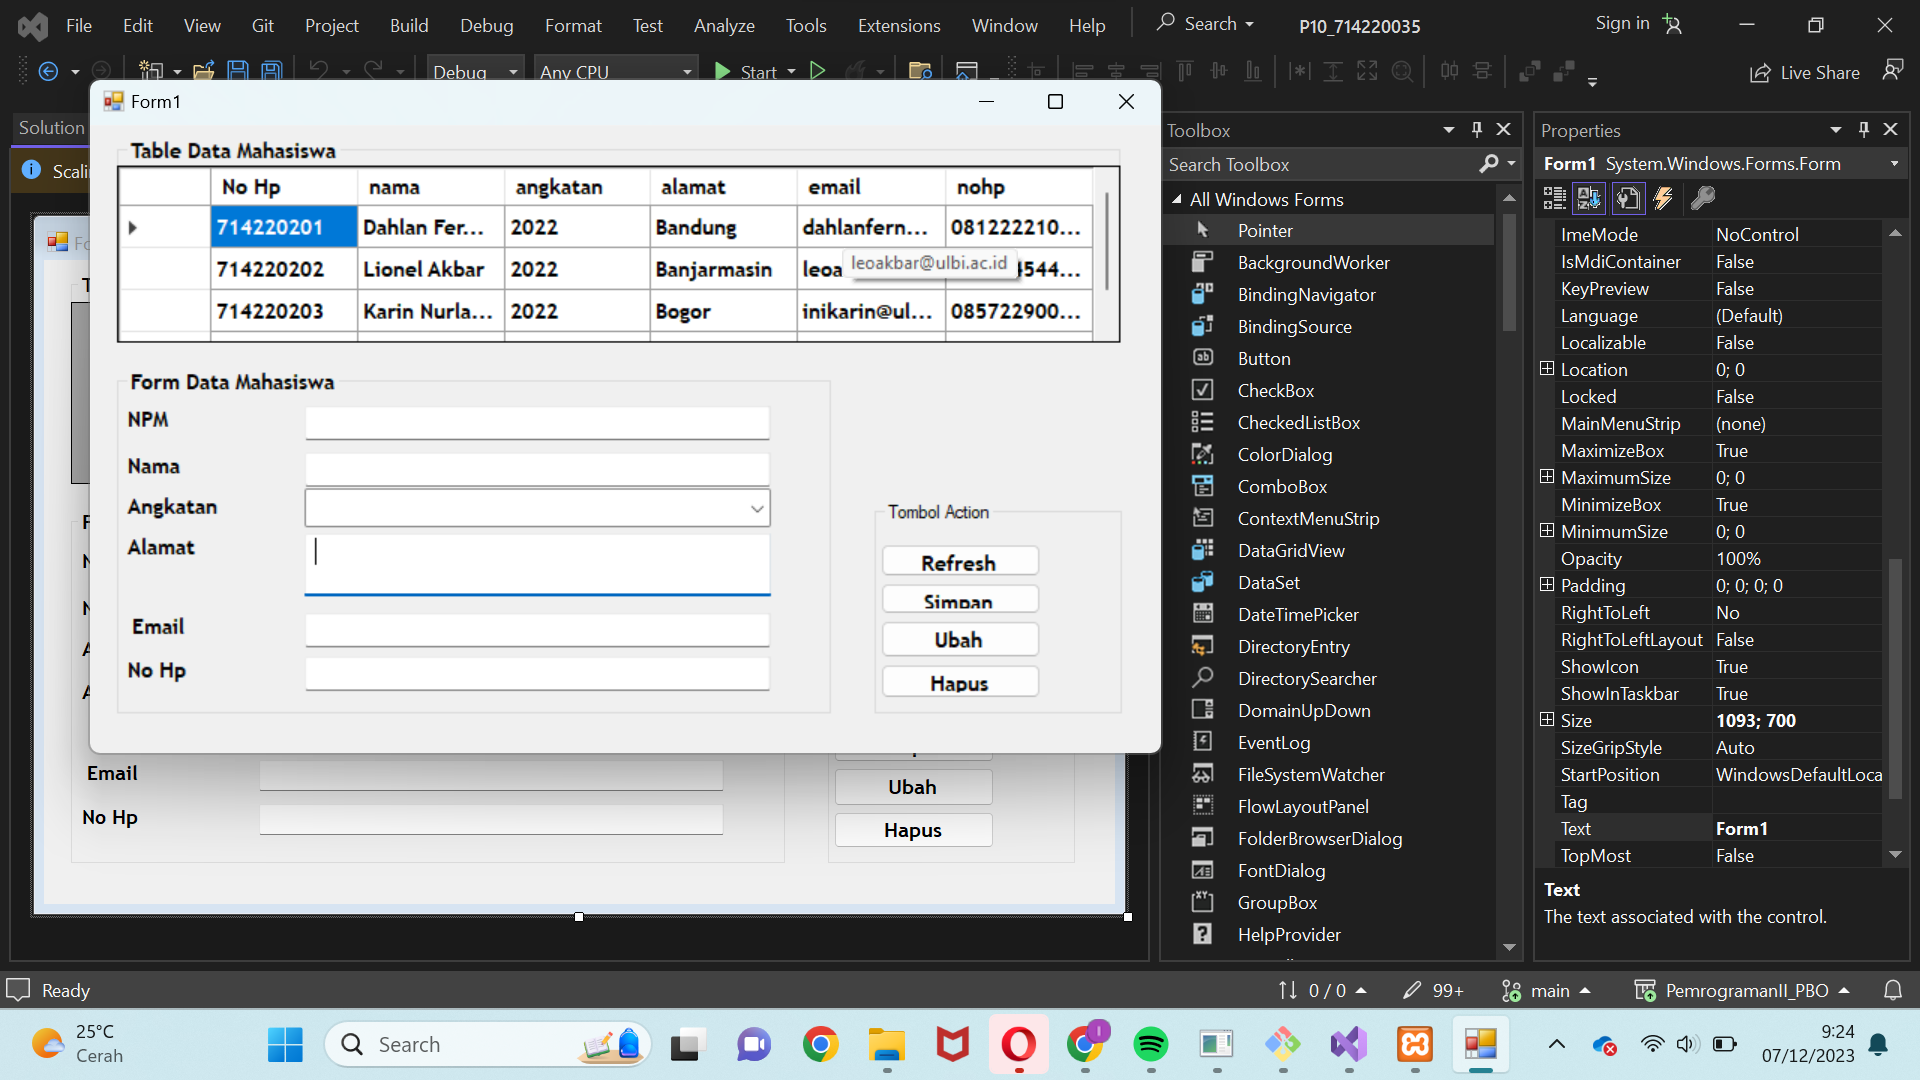 File Edit View Git Project Build Debug Format Test Analyze Tools Extensions Window Help Search P10_714220035 Sign in
Debug Any CPU Start Live Share
Form1
Solution
Table Data Mahasiswa
No Hp nama angkatan alamat email nohp
714220201 Dahlan Fer... 2022 Bandung dahlanfern... 081222210...
714220202 Lionel Akbar 2022 Banjarmasin
leoakbar@ulbi.ac.id
714220203 Karin Nurla... 2022 Bogor inikarin@ul... 085722900...
Form Data Mahasiswa
NPM
Nama
Angkatan
Alamat
Email
No Hp
Tombol Action
Refresh
Simpan
Ubah
Hapus
Email
No Hp
Ubah
Hapus
Toolbox
Search Toolbox
All Windows Forms
Pointer
BackgroundWorker
BindingNavigator
BindingSource
Button
CheckBox
CheckedListBox
ColorDialog
ComboBox
ContextMenuStrip
DataGridView
DataSet
DateTimePicker
DirectoryEntry
DirectorySearcher
DomainUpDown
EventLog
FileSystemWatcher
FlowLayoutPanel
FolderBrowserDialog
FontDialog
GroupBox
HelpProvider
Properties
Form1 System.Windows.Forms.Form
ImeMode NoControl
IsMdiContainer False
KeyPreview False
Language (Default)
Localizable False
Location 0; 0
Locked False
MainMenuStrip (none)
MaximizeBox True
MaximumSize 0; 0
MinimizeBox True
MinimumSize 0; 0
Opacity 100%
Padding 0; 0; 0; 0
RightToLeft No
RightToLeftLayout False
ShowIcon True
ShowInTaskbar True
Size 1093; 700
SizeGripStyle Auto
StartPosition WindowsDefaultLoca
Tag
Text Form1
TopMost False
Text
The text associated with the control.
Ready 0 / 0 99+ main PemrogramanII_PBO
25°C
Cerah
Search
9:24
07/12/2023